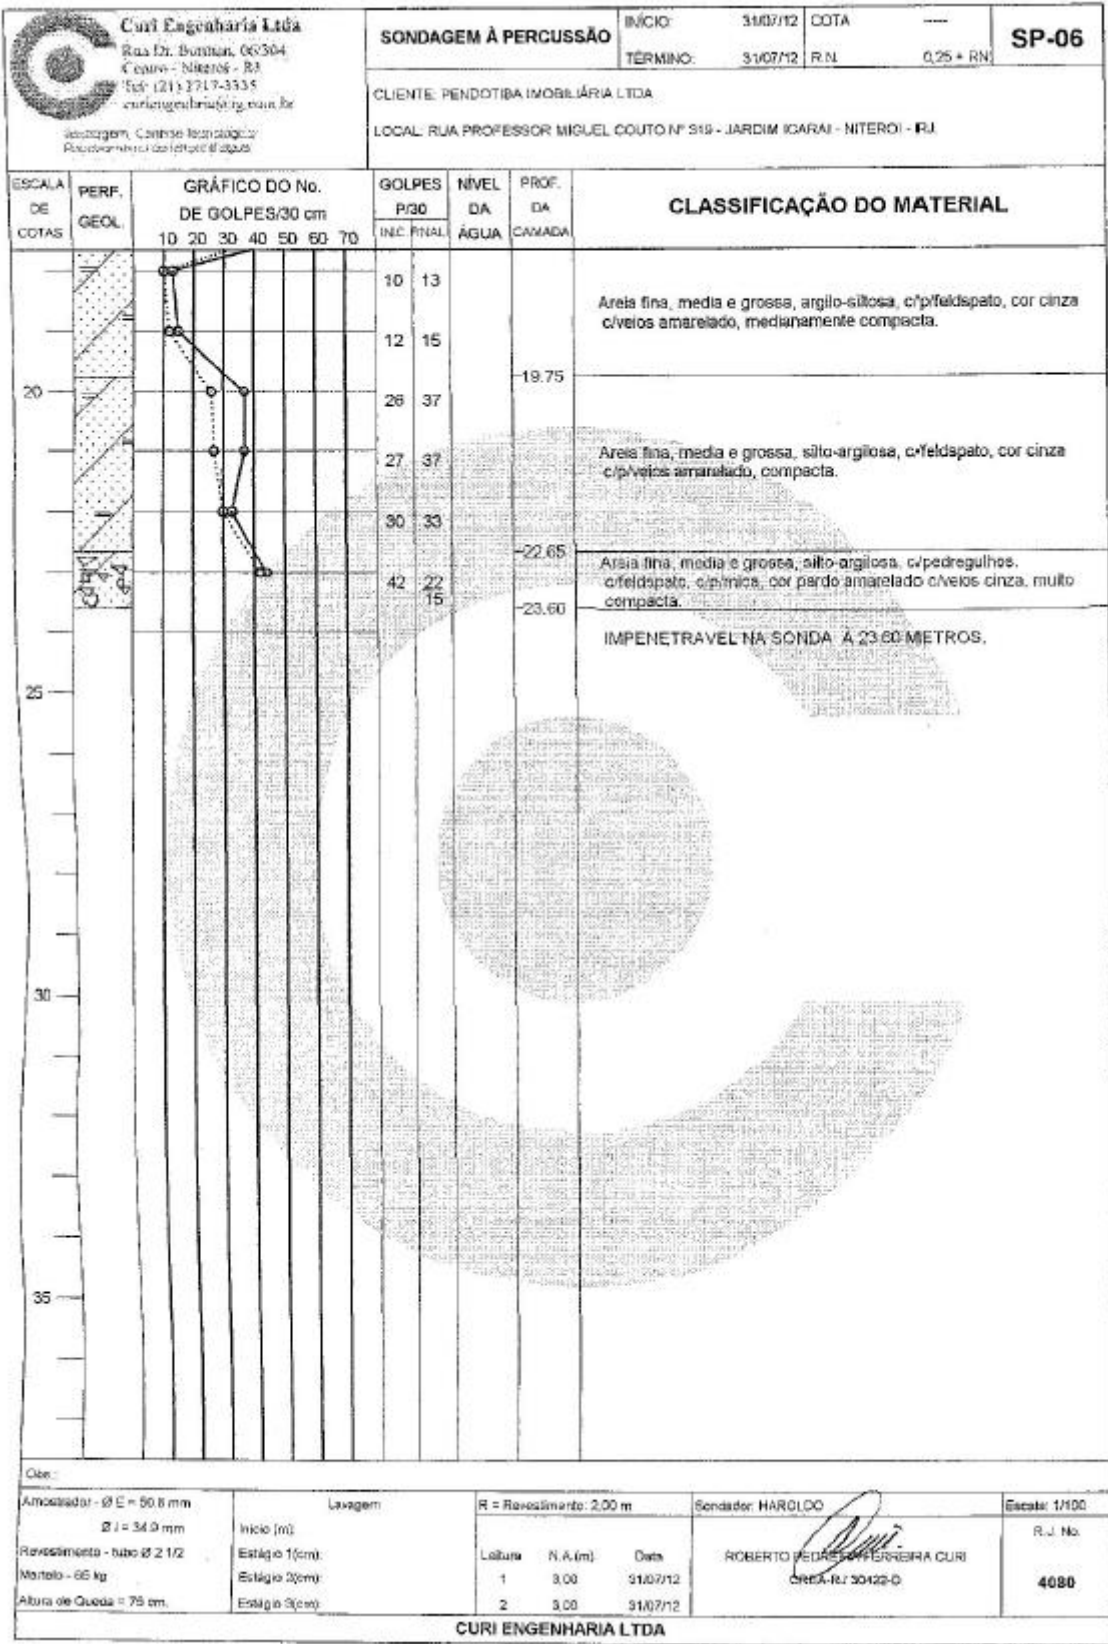 Curi Engenharia Ltda
Centro - Niterói - RJ
SONDAGEM À PERCUSSÃO
INÍCIO: 31/07/12 COTA ----
TÉRMINO: 31/07/12 R.N. 0,25 + RN
SP-06
CLIENTE: PENDOTIBA IMOBILIÁRIA LTDA
LOCAL: RUA PROFESSOR MIGUEL COUTO Nº 319 - JARDIM ICARAI - NITEROI - RJ.
ESCALA DE COTAS
PERF. GEOL.
GRÁFICO DO No. DE GOLPES/30 cm
10 20 30 40 50 60 70
GOLPES P/30
INIC. FINAL
NIVEL DA ÁGUA
PROF. DA CAMADA
CLASSIFICAÇÃO DO MATERIAL
10 13
Areia fina, media e grossa, argilo-siltosa, c/p/feldspato, cor cinza
c/veios amarelado, medianamente compacta.
12 15
19.75
20
26 37
27 37
Areia fina, media e grossa, silto-argilosa, c/feldspato, cor cinza
c/p/veios amarelado, compacta.
30 33
22.65
Areia fina, media e grossa, silto-argilosa, c/pedregulhos,
c/feldspato, c/p/mica, cor pardo amarelado c/veios cinza, muito
compacta.
42 22
15
23.60
IMPENETRAVEL NA SONDA A 23.60 METROS.
25
30
35
Obs.:
Amostrador - Ø E = 50.8 mm
Ø I = 34.9 mm
Revestimento - tubo Ø 2 1/2
Martelo - 65 kg
Altura de Queda = 75 cm.
Lavagem
Início (m):
Estágio 1(cm):
Estágio 2(cm):
Estágio 3(cm):
R = Revestimento: 2,00 m
Leitura N.A.(m) Data
1 3,00 31/07/12
2 3,00 31/07/12
Sondador: HAROLDO
ROBERTO FERREIRA CURI
CREA-RJ 30422-D
Escala: 1/100
R.J. No.
4080
CURI ENGENHARIA LTDA